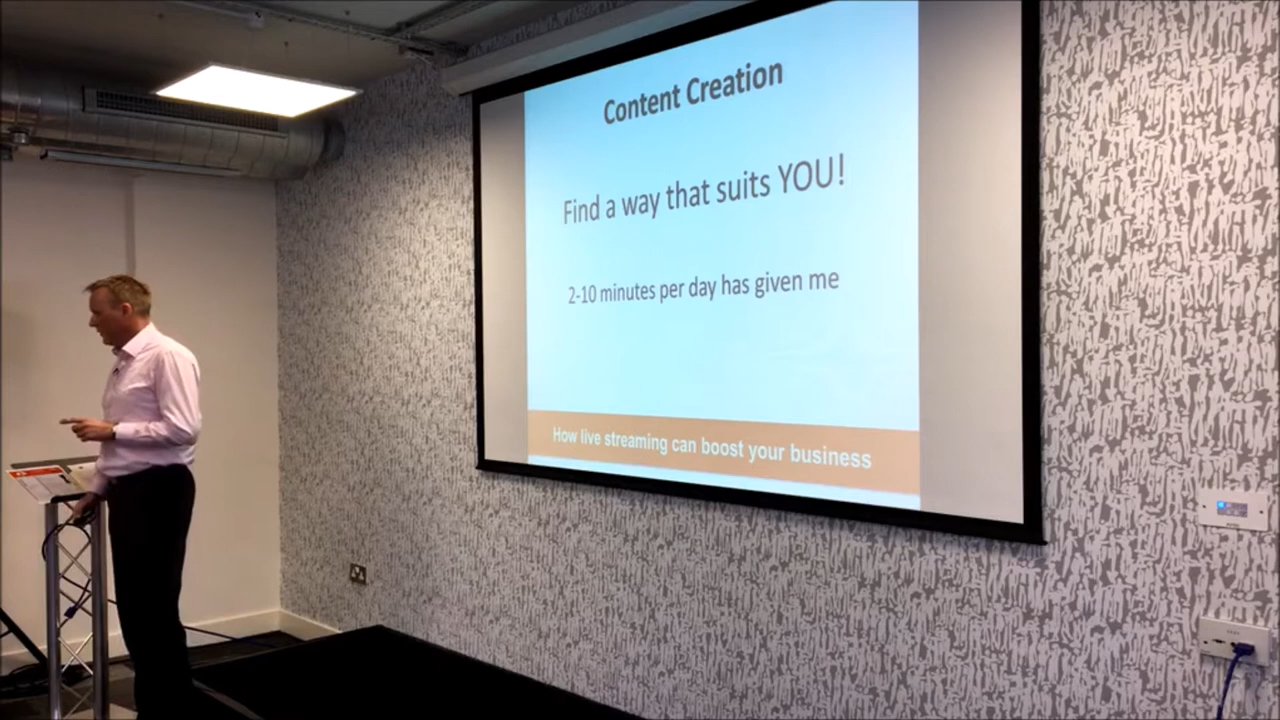 Content Creation
Find a way that suits YOU!
2-10 minutes per day has given me
How live streaming can boost your business